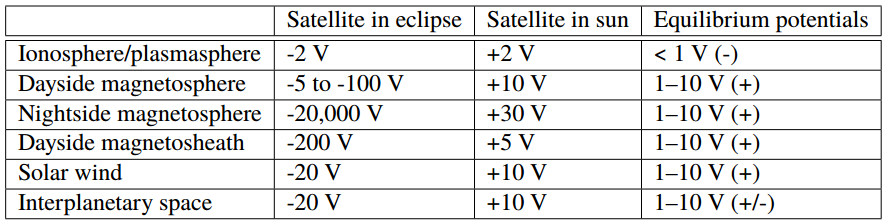 Satellite in eclipse Satellite in sun Equilibrium potentials
Ionosphere/plasmasphere -2 V +2 V < 1 V (-)
Dayside magnetosphere -5 to -100 V +10 V 1–10 V (+)
Nightside magnetosphere -20,000 V +30 V 1–10 V (+)
Dayside magnetosheath -200 V +5 V 1–10 V (+)
Solar wind -20 V +10 V 1–10 V (+)
Interplanetary space -20 V +10 V 1–10 V (+/-)